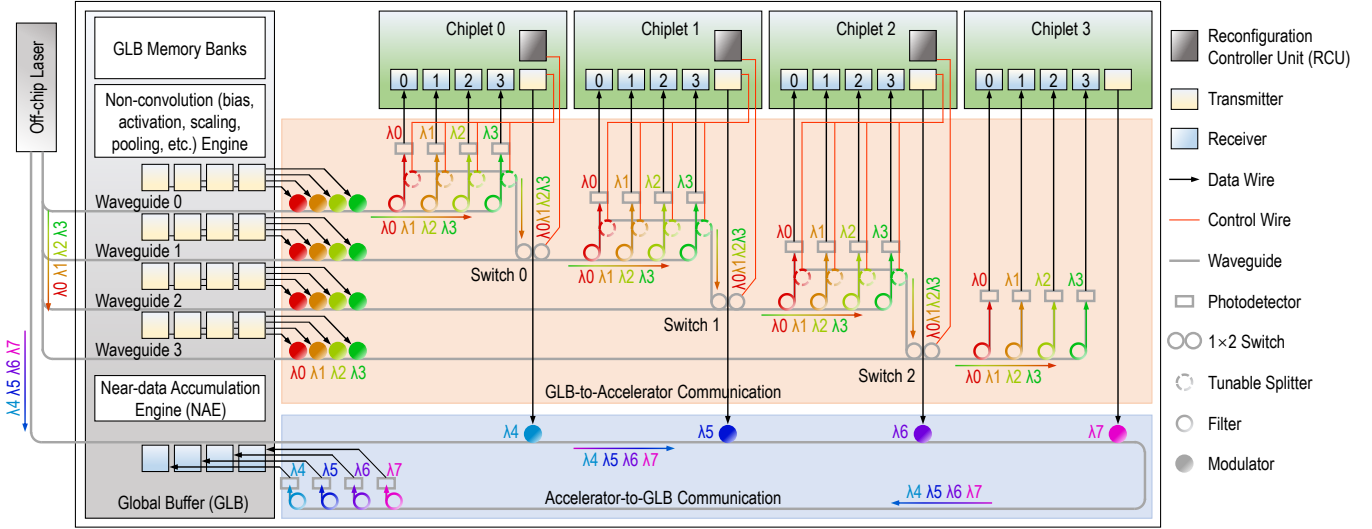 Off-chip Laser
GLB Memory Banks
Non-convolution (bias,
activation, scaling,
pooling, etc.) Engine
Waveguide 0
Waveguide 1
Waveguide 2
Waveguide 3
λ0 λ1 λ2 λ3
λ4 λ5 λ6 λ7
Near-data Accumulation
Engine (NAE)
Global Buffer (GLB)
Chiplet 0
0 1 2 3
λ0 λ1 λ2 λ3
λ0 λ1 λ2 λ3
λ0λ1λ2λ3
Switch 0
Chiplet 1
0 1 2 3
λ0 λ1 λ2 λ3
λ0 λ1 λ2 λ3
λ0λ1λ2λ3
Switch 1
Chiplet 2
0 1 2 3
λ0 λ1 λ2 λ3
λ0 λ1 λ2 λ3
λ0λ1λ2λ3
Switch 2
Chiplet 3
0 1 2 3
λ0 λ1 λ2 λ3
λ0 λ1 λ2 λ3
λ0 λ1 λ2 λ3
GLB-to-Accelerator Communication
λ4 λ5 λ6 λ7
λ4 λ5 λ6 λ7
λ4 λ5 λ6 λ7
λ4 λ5 λ6 λ7
Accelerator-to-GLB Communication
Reconfiguration
Controller Unit (RCU)
Transmitter
Receiver
Data Wire
Control Wire
Waveguide
Photodetector
1×2 Switch
Tunable Splitter
Filter
Modulator